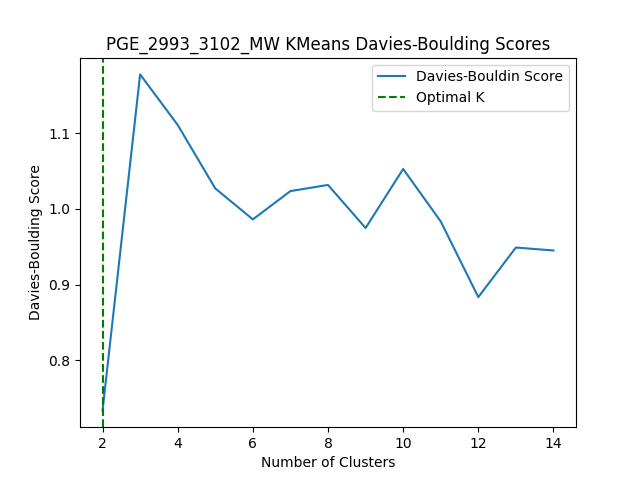 PGE_2993_3102_MW KMeans Davies-Boulding Scores
Davies-Bouldin Score
Optimal K
Davies-Boulding Score
1.1
1.0
0.9
0.8
2 4 6 8 10 12 14
Number of Clusters